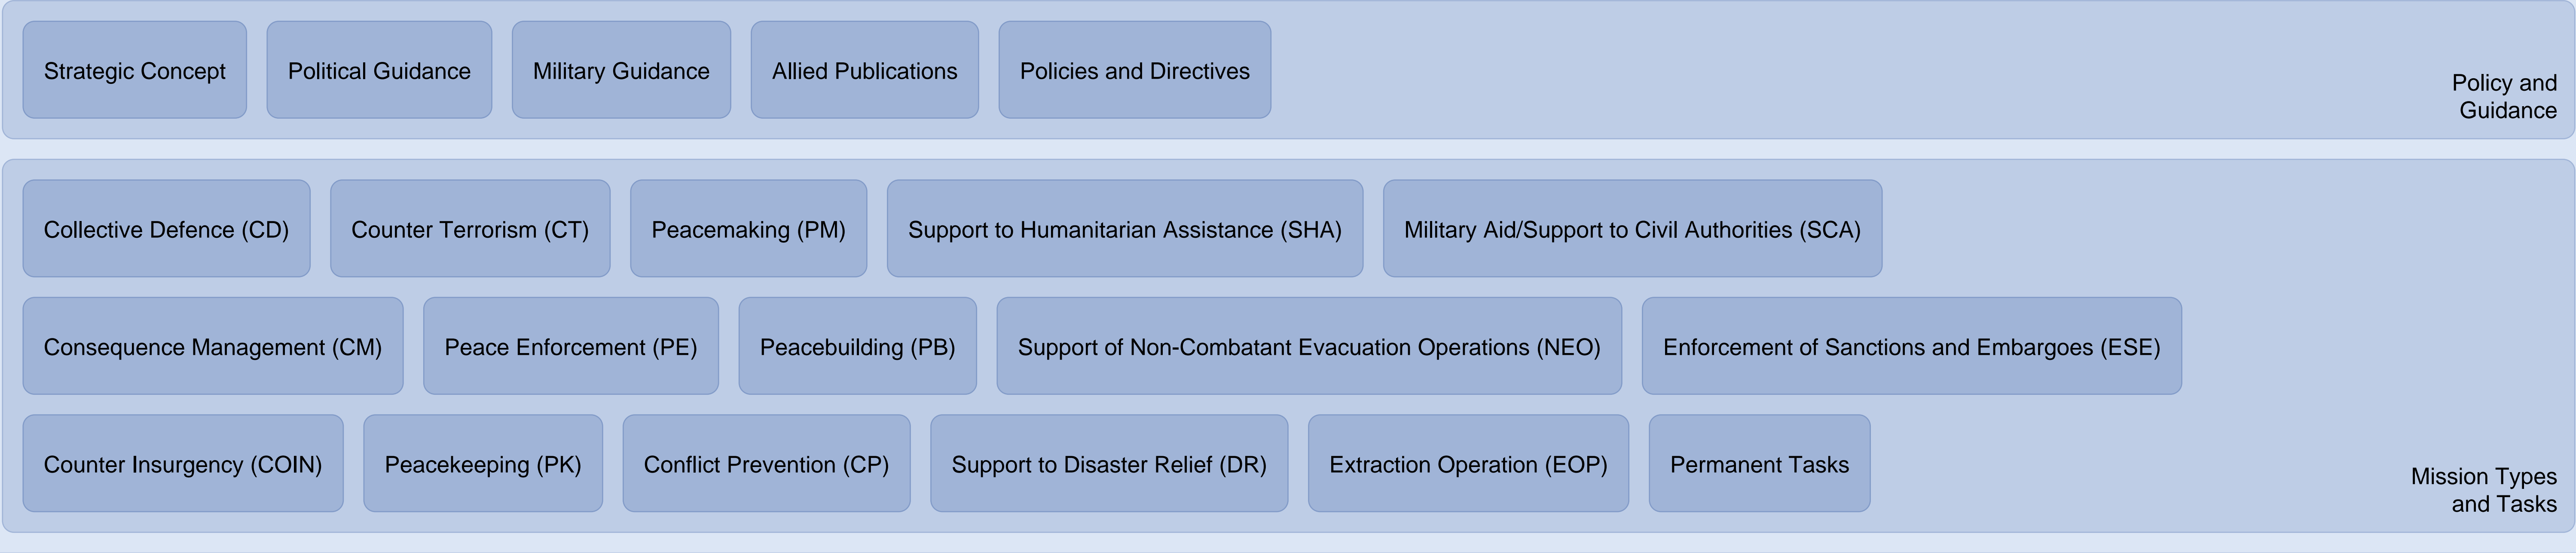 Strategic Concept
Political Guidance
Military Guidance
Allied Publications
Policies and Directives
Policy and
Guidance
Collective Defence (CD)
Counter Terrorism (CT)
Peacemaking (PM)
Support to Humanitarian Assistance (SHA)
Military Aid/Support to Civil Authorities (SCA)
Consequence Management (CM)
Peace Enforcement (PE)
Peacebuilding (PB)
Support of Non-Combatant Evacuation Operations (NEO)
Enforcement of Sanctions and Embargoes (ESE)
Counter Insurgency (COIN)
Peacekeeping (PK)
Conflict Prevention (CP)
Support to Disaster Relief (DR)
Extraction Operation (EOP)
Permanent Tasks
Mission Types
and Tasks